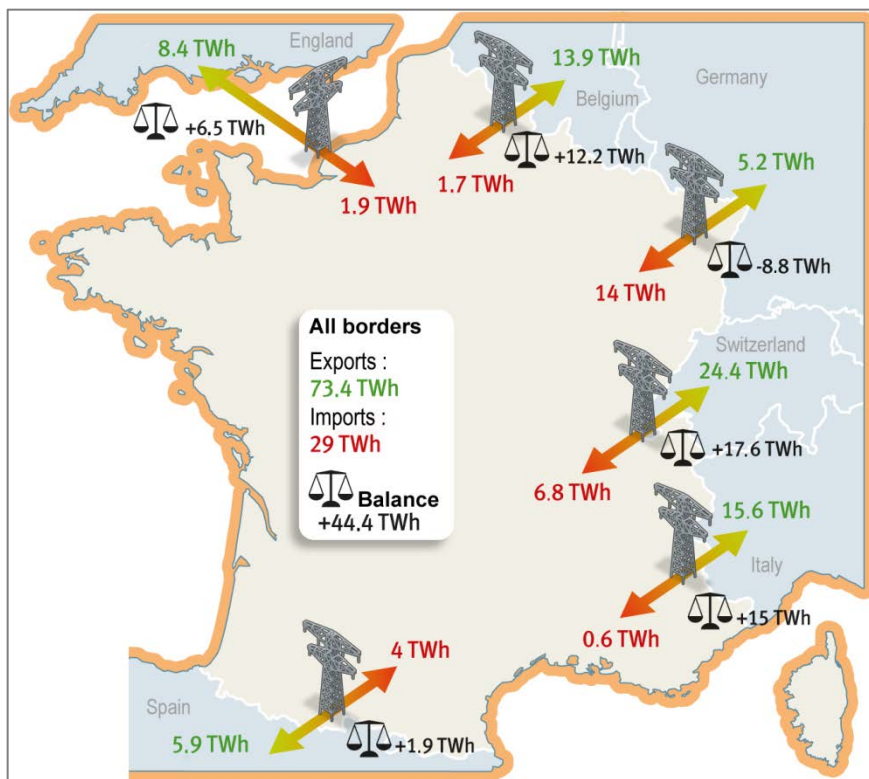 8.4 TWh
England
+6.5 TWh
1.9 TWh
13.9 TWh
Belgium
+12.2 TWh
1.7 TWh
Germany
5.2 TWh
-8.8 TWh
14 TWh
All borders
Exports :
73.4 TWh
Imports :
29 TWh
Balance
+44.4 TWh
Switzerland
24.4 TWh
+17.6 TWh
6.8 TWh
15.6 TWh
Italy
+15 TWh
0.6 TWh
4 TWh
Spain
5.9 TWh
+1.9 TWh